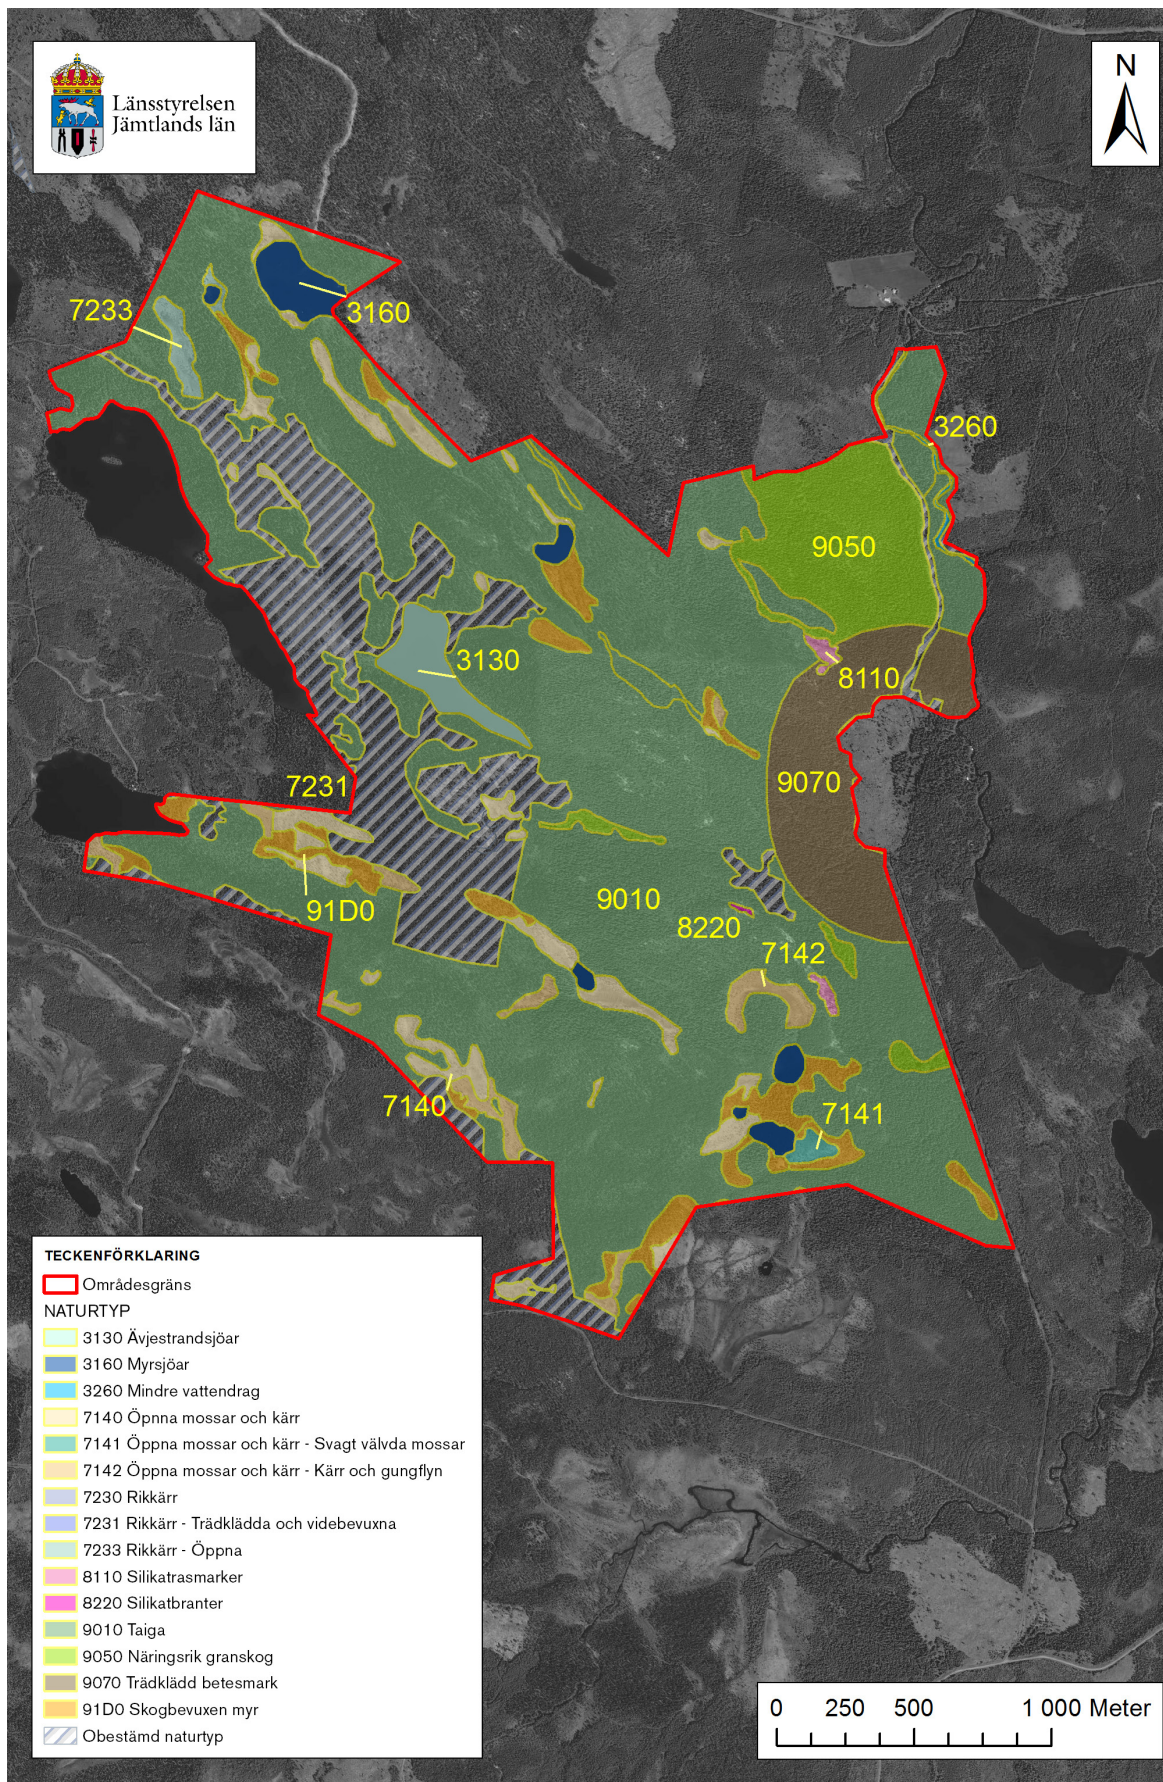 Länsstyrelsen
Jämtlands län
N
7233
3160
3260
9050
3130
8110
7231
9070
91D0
9010
8220
7142
7140
7141
TECKENFÖRKLARING
Områdesgräns
NATURTYP
3130 Ävjestrandsjöar
3160 Myrsjöar
3260 Mindre vattendrag
7140 Öpnna mossar och kärr
7141 Öppna mossar och kärr - Svagt välvda mossar
7142 Öppna mossar och kärr - Kärr och gungflyn
7230 Rikkärr
7231 Rikkärr - Trädklädda och videbevuxna
7233 Rikkärr - Öppna
8110 Silikatrasmarker
8220 Silikatbranter
9010 Taiga
9050 Näringsrik granskog
9070 Trädklädd betesmark
91D0 Skogbevuxen myr
Obestämd naturtyp
0 250 500 1 000 Meter